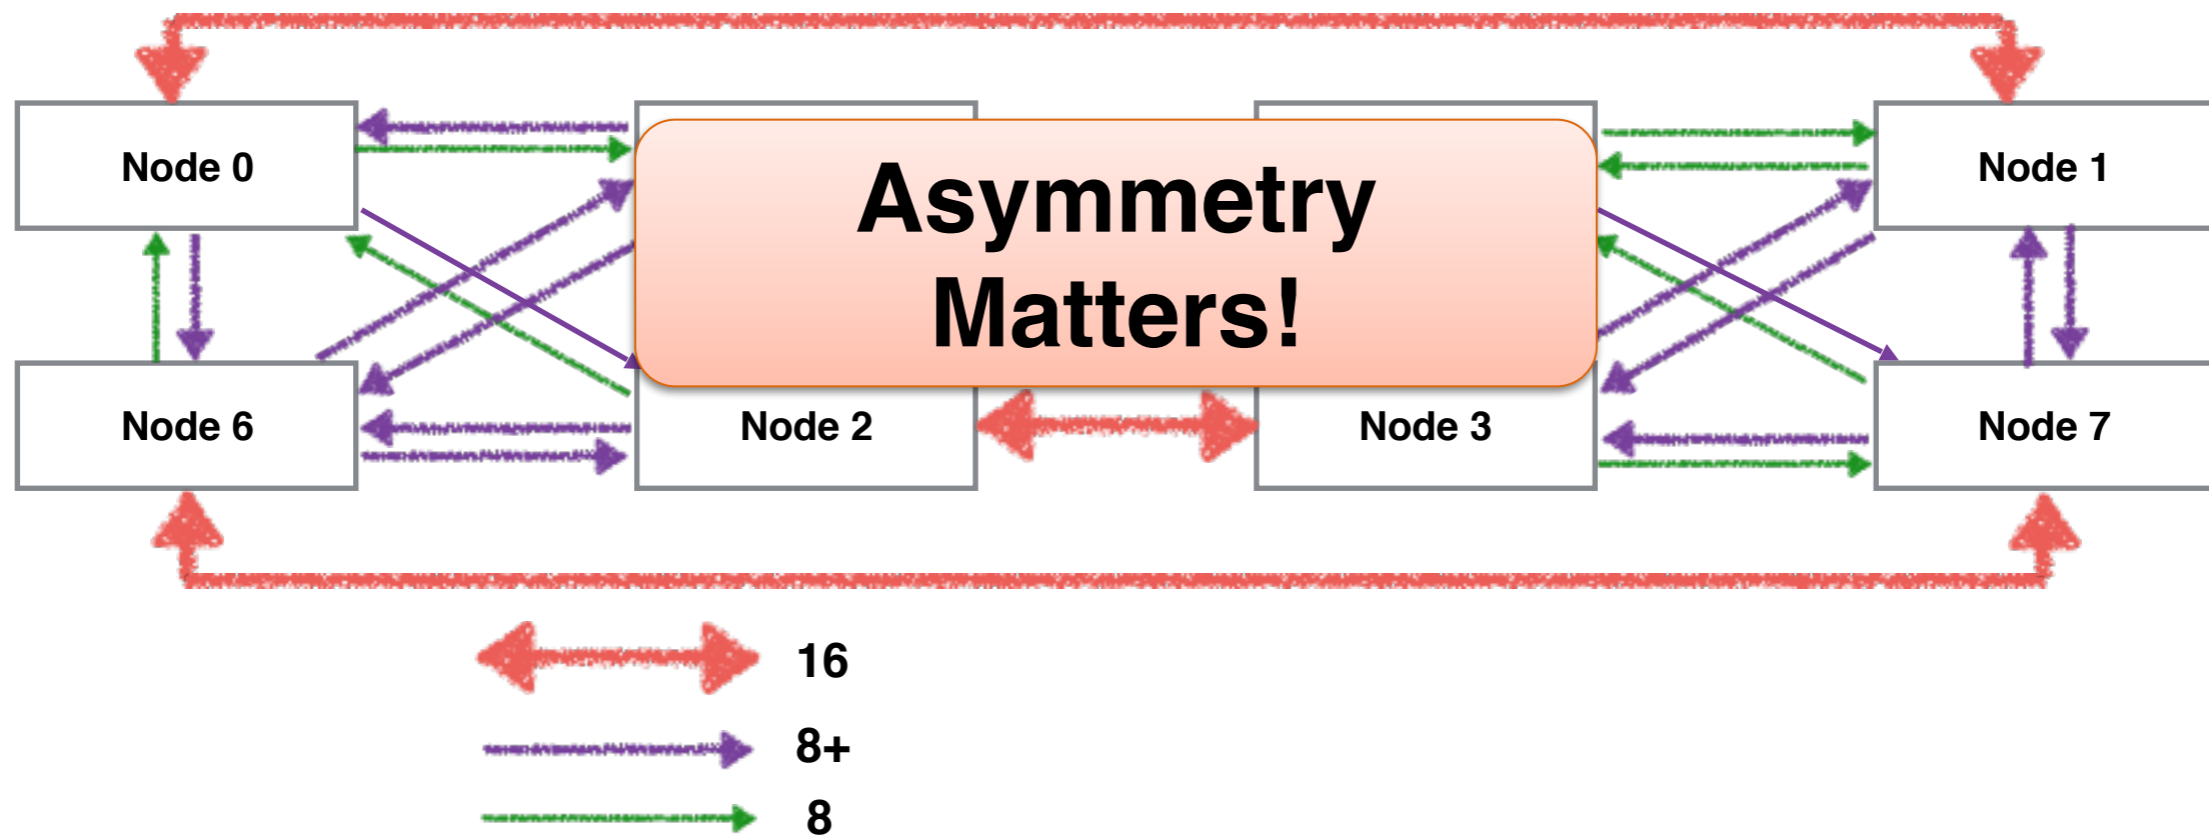 Node 0
Asymmetry
Matters!
Node 1
Node 6
Node 2
Node 3
Node 7
16
8+
8